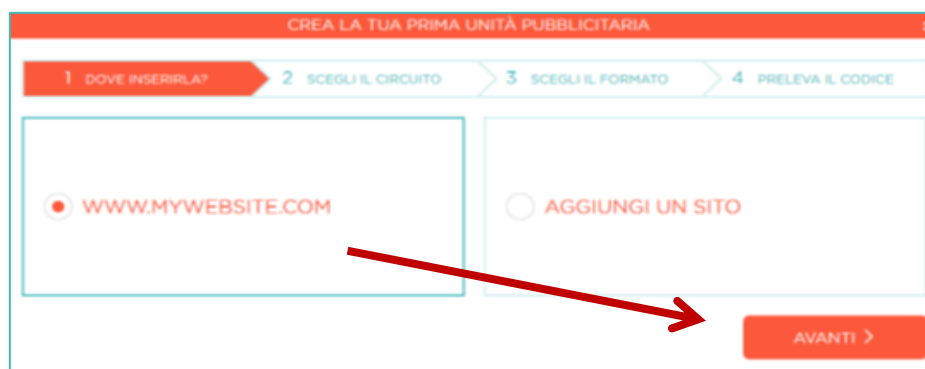 CREA LA TUA PRIMA UNITÀ PUBBLICITARIA
1 DOVE INSERIRLA? 2 SCEGLI IL CIRCUITO 3 SCEGLI IL FORMATO 4 PRELEVA IL CODICE
WWW.MYWEBSITE.COM AGGIUNGI UN SITO
AVANTI >